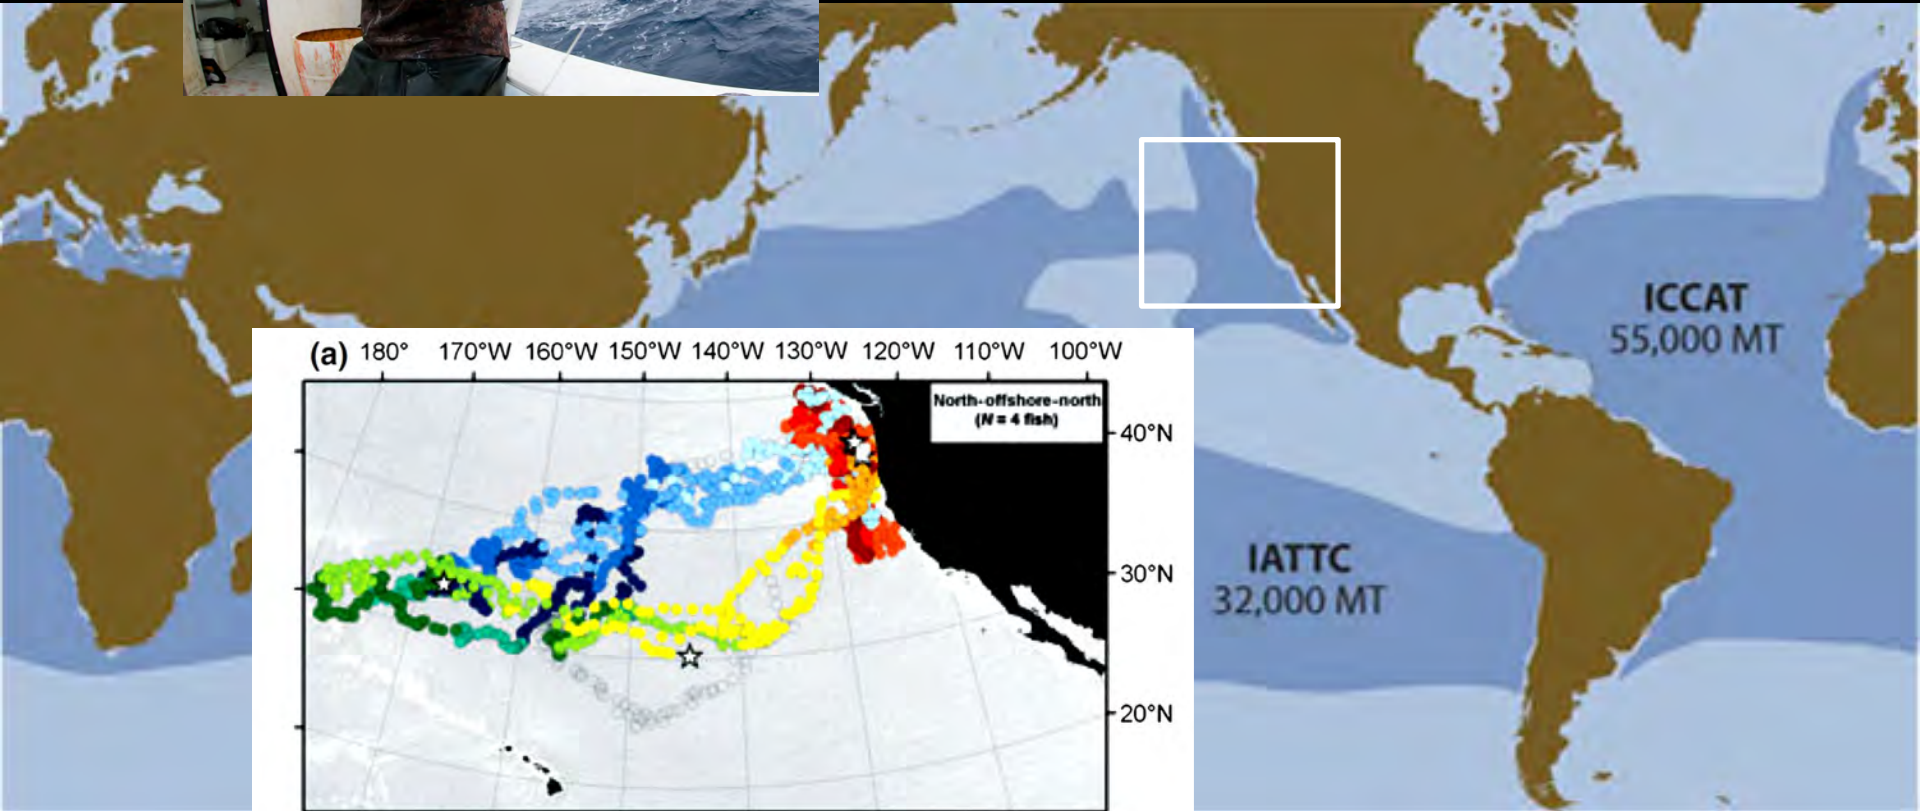 ICCAT
55,000 MT
(a) 180° 170°W 160°W 150°W 140°W 130°W 120°W 110°W 100°W
North-offshore-north
(N = 4 fish)
40°N
30°N
20°N
IATTC
32,000 MT